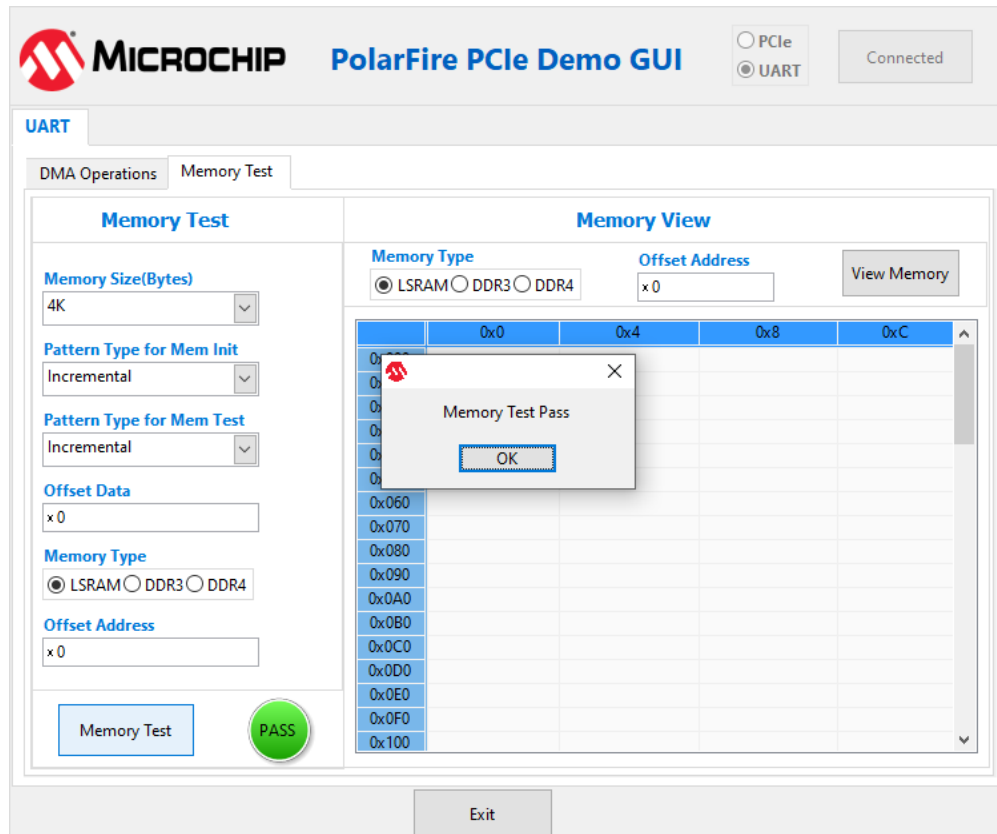 MICROCHIP PolarFire PCIe Demo GUI
PCIe
UART
Connected
UART
DMA Operations Memory Test
Memory Test
Memory Size(Bytes)
4K
Pattern Type for Mem Init
Incremental
Pattern Type for Mem Test
Incremental
Offset Data
x 0
Memory Type
LSRAM DDR3 DDR4
Offset Address
x 0
Memory Test PASS
Memory View
Memory Type Offset Address
LSRAM DDR3 DDR4 x 0 View Memory
0x0 0x4 0x8 0xC
Memory Test Pass
OK
0x060
0x070
0x080
0x090
0x0A0
0x0B0
0x0C0
0x0D0
0x0E0
0x0F0
0x100
Exit